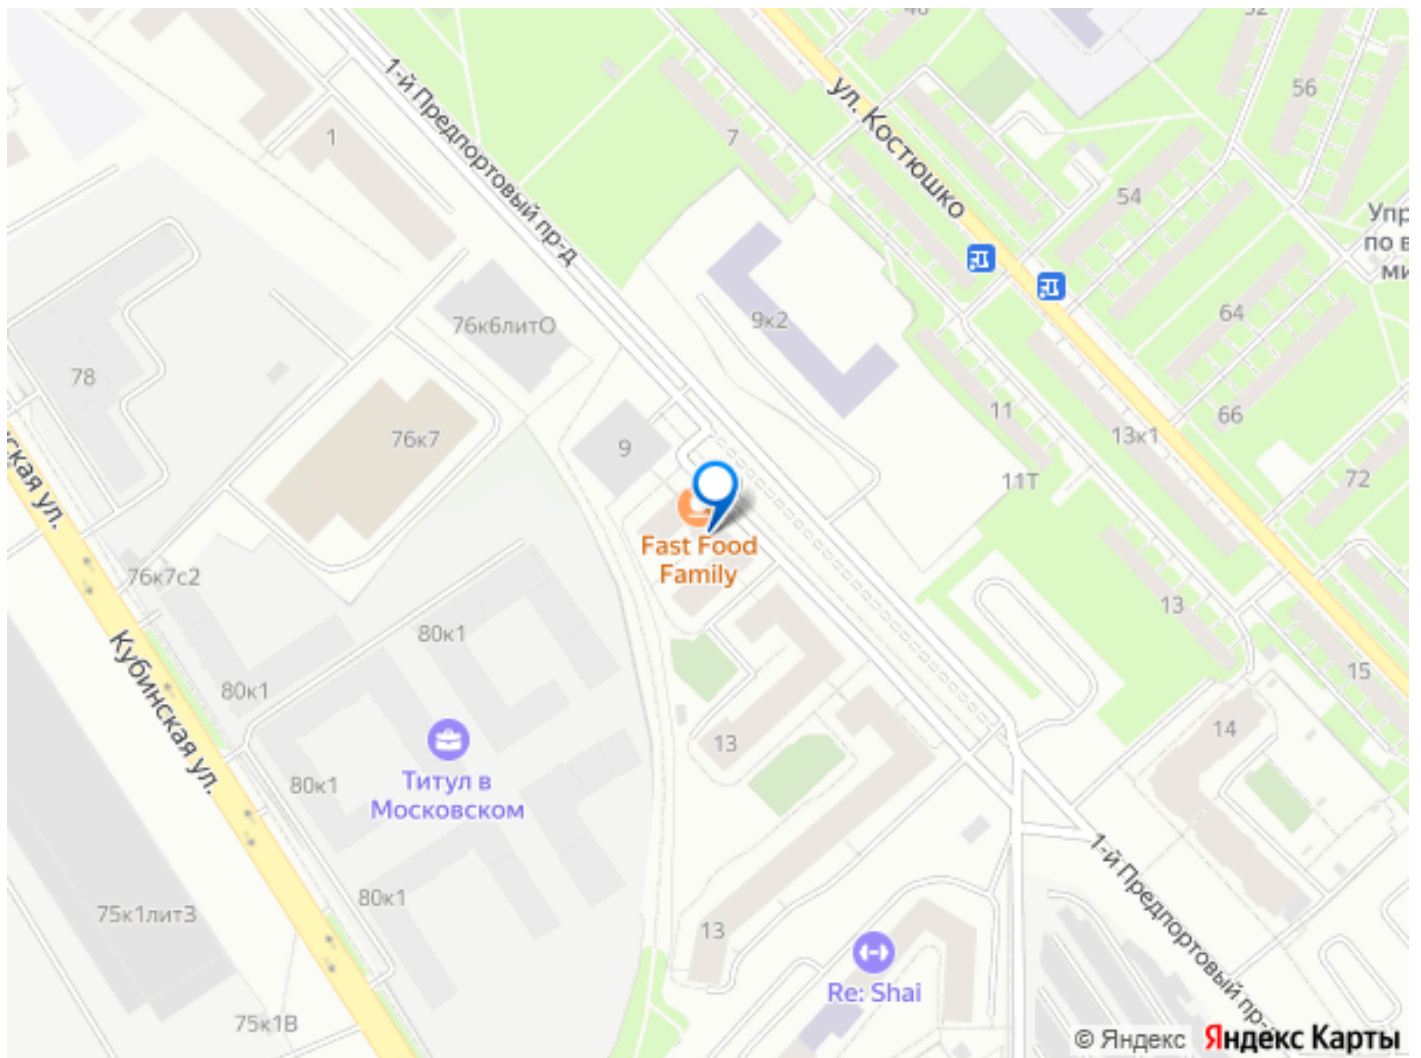 56
1-й Предпортовый пр-д
ул. Костюшко
1
7
54
Упр
по в
ми
9к2
64
76к6литО
78
11
66
13к1
76к7
9
72
11Т
ская ул.
Fast Food
Family
76к7с2
13
80к1
15
80к1
Кубинская ул.
14
13
Титул в
Московском
80к1
1-й Предпортовый пр-
80к1
75к1лит3
13
Re: Shai
75к1В
© Яндекс
Яндекс Карты